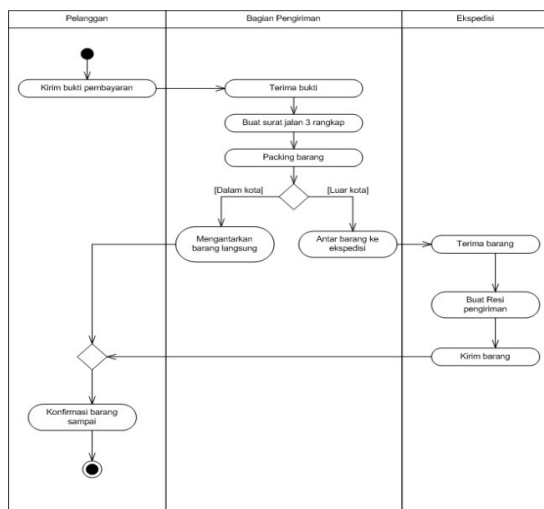 Pelanggan
Bagian Pengiriman
Ekspedisi
Kirim bukti pembayaran
Terima bukti
Buat surat jalan 3 rangkap
Packing barang
[Dalam kota]
[Luar kota]
Mengantarkan
barang langsung
Antar barang ke
ekspedisi
Terima barang
Buat Resi
pengiriman
Kirim barang
Konfirmasi barang
sampai